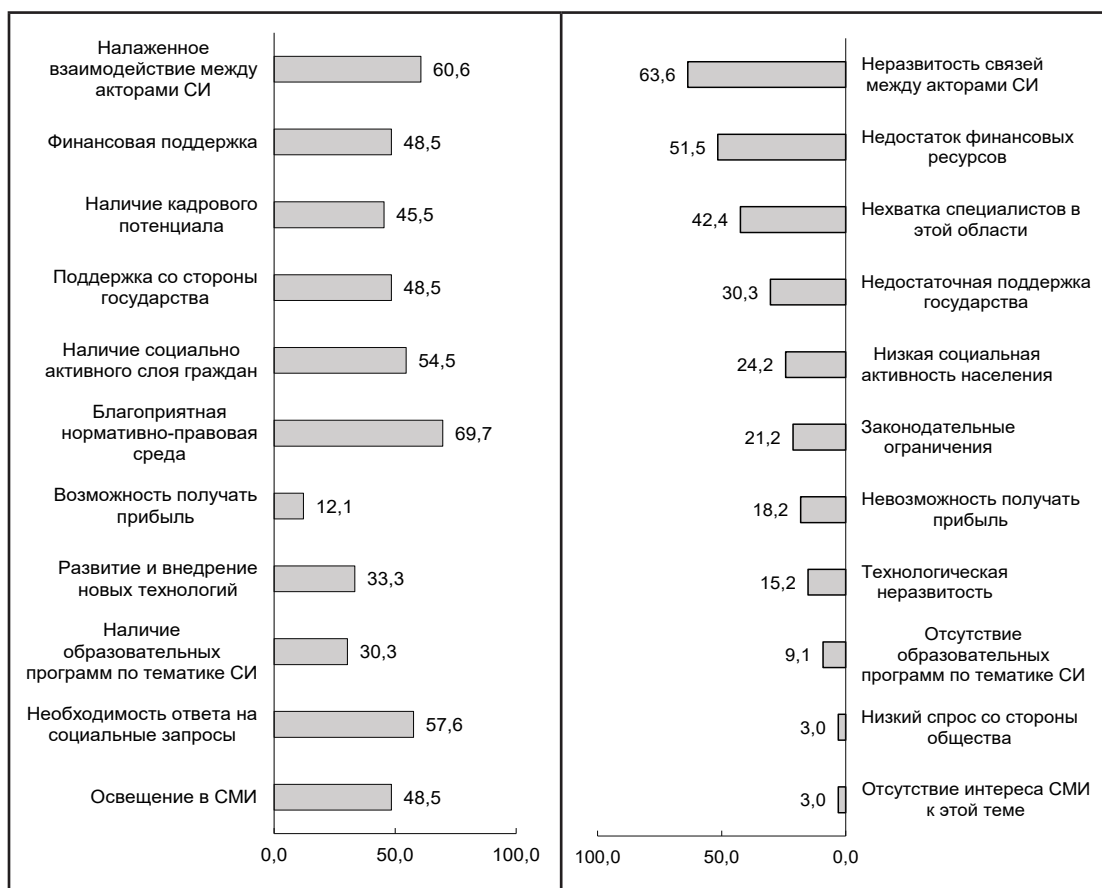 Налаженное
взаимодействие между
акторами СИ
60,6
Финансовая поддержка
48,5
Наличие кадрового
потенциала
45,5
Поддержка со стороны
государства
48,5
Наличие социально
активного слоя граждан
54,5
Благоприятная
нормативно-правовая
среда
69,7
Возможность получать
прибыль
12,1
Развитие и внедрение
новых технологий
33,3
Наличие
образовательных
программ по тематике СИ
30,3
Необходимость ответа на
социальные запросы
57,6
Освещение в СМИ
48,5
0,0 50,0 100,0
63,6
Неразвитость связей
между акторами СИ
51,5
Недостаток финансовых
ресурсов
42,4
Нехватка специалистов в
этой области
30,3
Недостаточная поддержка
государства
24,2
Низкая социальная
активность населения
21,2
Законодательные
ограничения
18,2
Невозможность получать
прибыль
15,2
Технологическая
неразвитость
9,1
Отсутствие
образовательных
программ по тематике СИ
3,0
Низкий спрос со стороны
общества
3,0
Отсутствие интереса СМИ
к этой теме
100,0 50,0 0,0